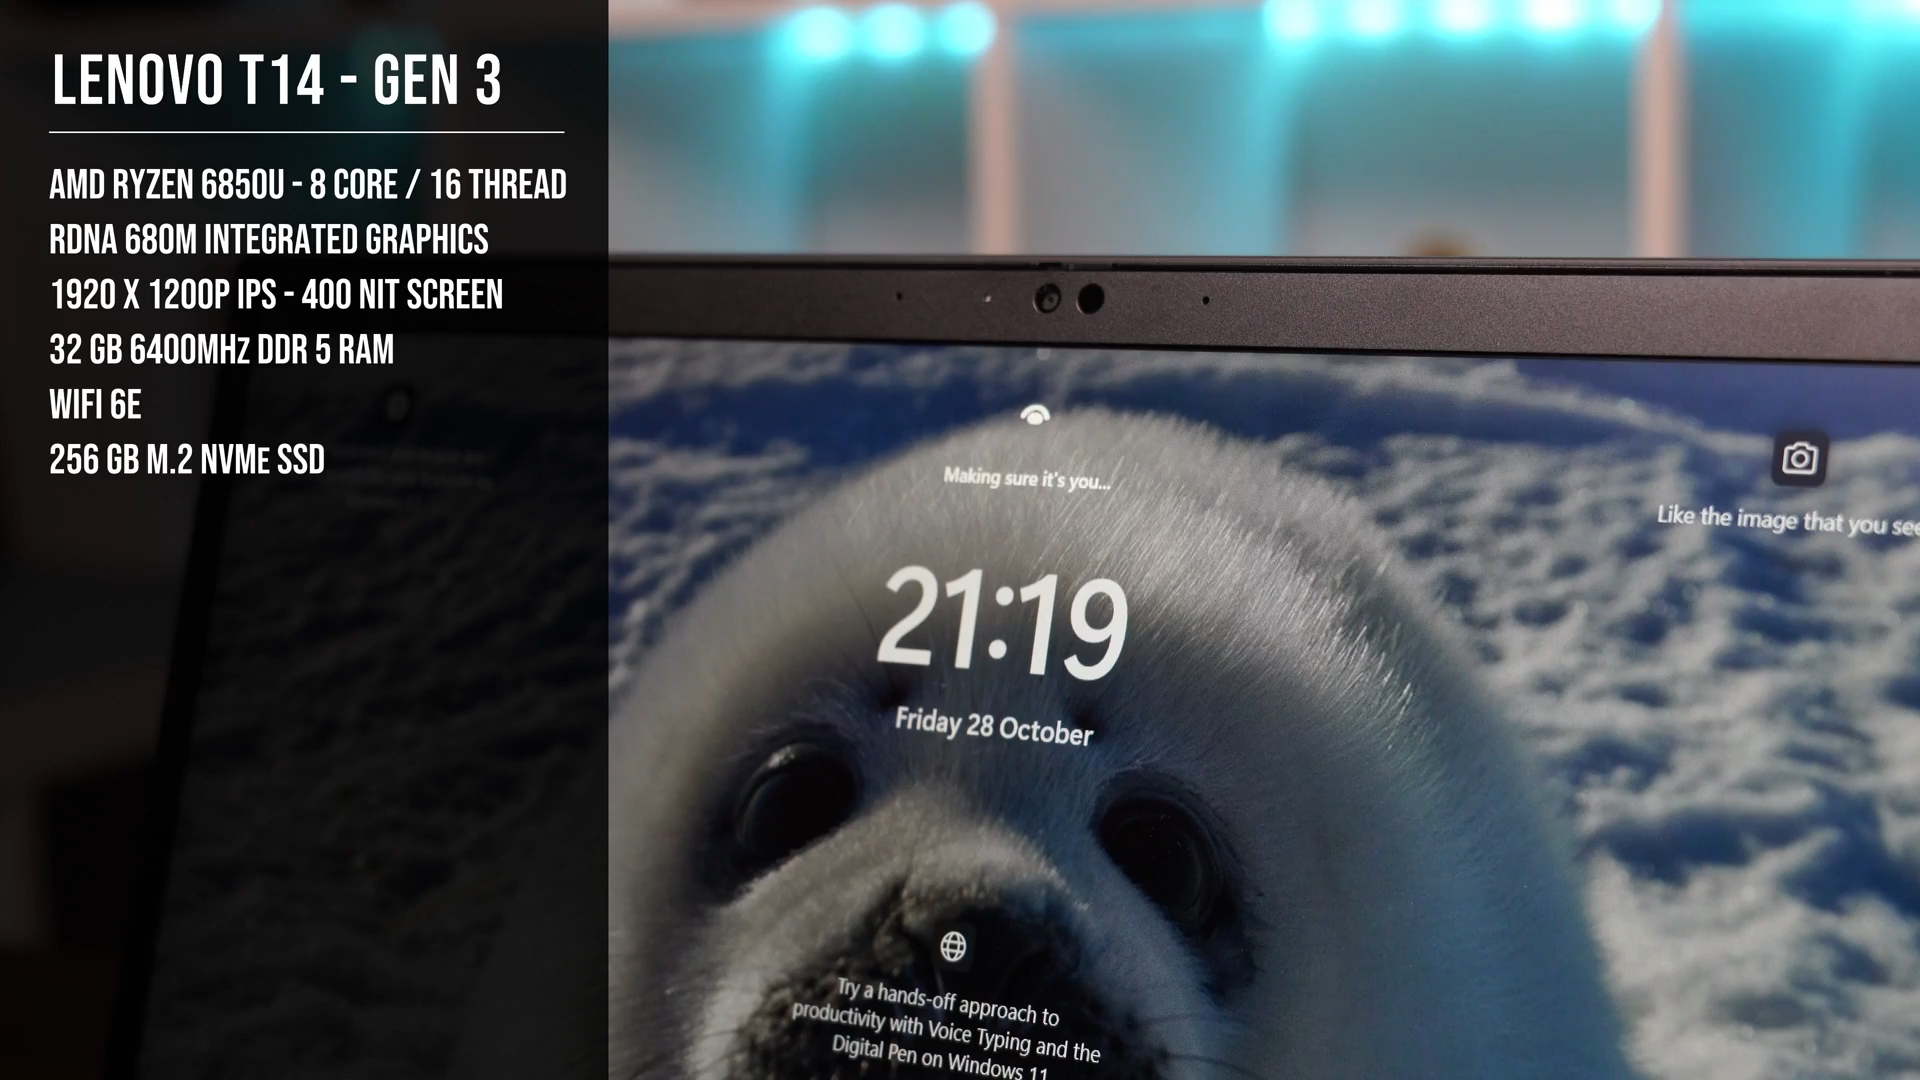 LENOVO T14 - GEN 3
AMD RYZEN 6850U - 8 CORE / 16 THREAD
RDNA 680M INTEGRATED GRAPHICS
1920 X 1200P IPS - 400 NIT SCREEN
32 GB 6400MHz DDR 5 RAM
WIFI 6E
256 GB M.2 NVMe SSD
Making sure it's you...
Like the image that you see
21:19
Friday 28 October
Try a hands-off approach to
productivity with Voice Typing and the
Digital Pen on Windows 11